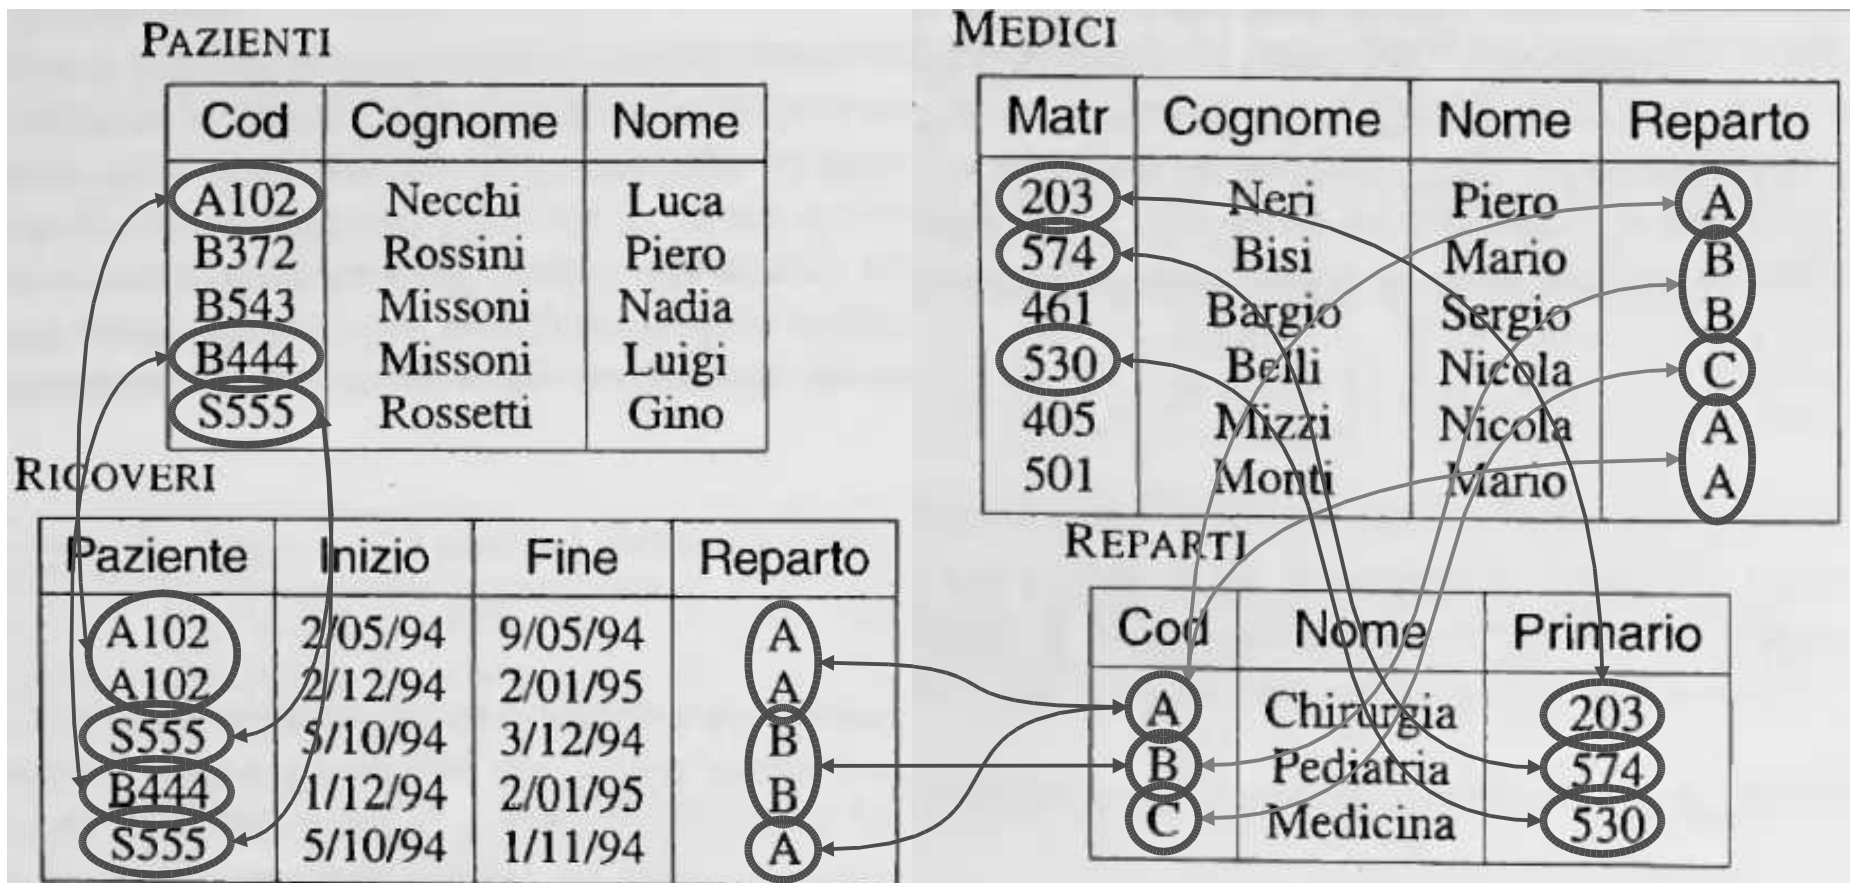 PAZIENTI
Cod Cognome Nome
A102 Necchi Luca
B372 Rossini Piero
B543 Missoni Nadia
B444 Missoni Luigi
S555 Rossetti Gino
RICOVERI
Paziente Inizio Fine Reparto
A102 2/05/94 9/05/94 A
A102 2/12/94 2/01/95 A
S555 5/10/94 3/12/94 B
B444 1/12/94 2/01/95 B
S555 5/10/94 1/11/94 A
MEDICI
Matr Cognome Nome Reparto
203 Neri Piero A
574 Bisi Mario B
461 Bargio Sergio B
530 Belli Nicola C
405 Mizzi Nicola A
501 Monti Mario A
REPARTI
Cod Nome Primario
A Chirurgia 203
B Pediatria 574
C Medicina 530